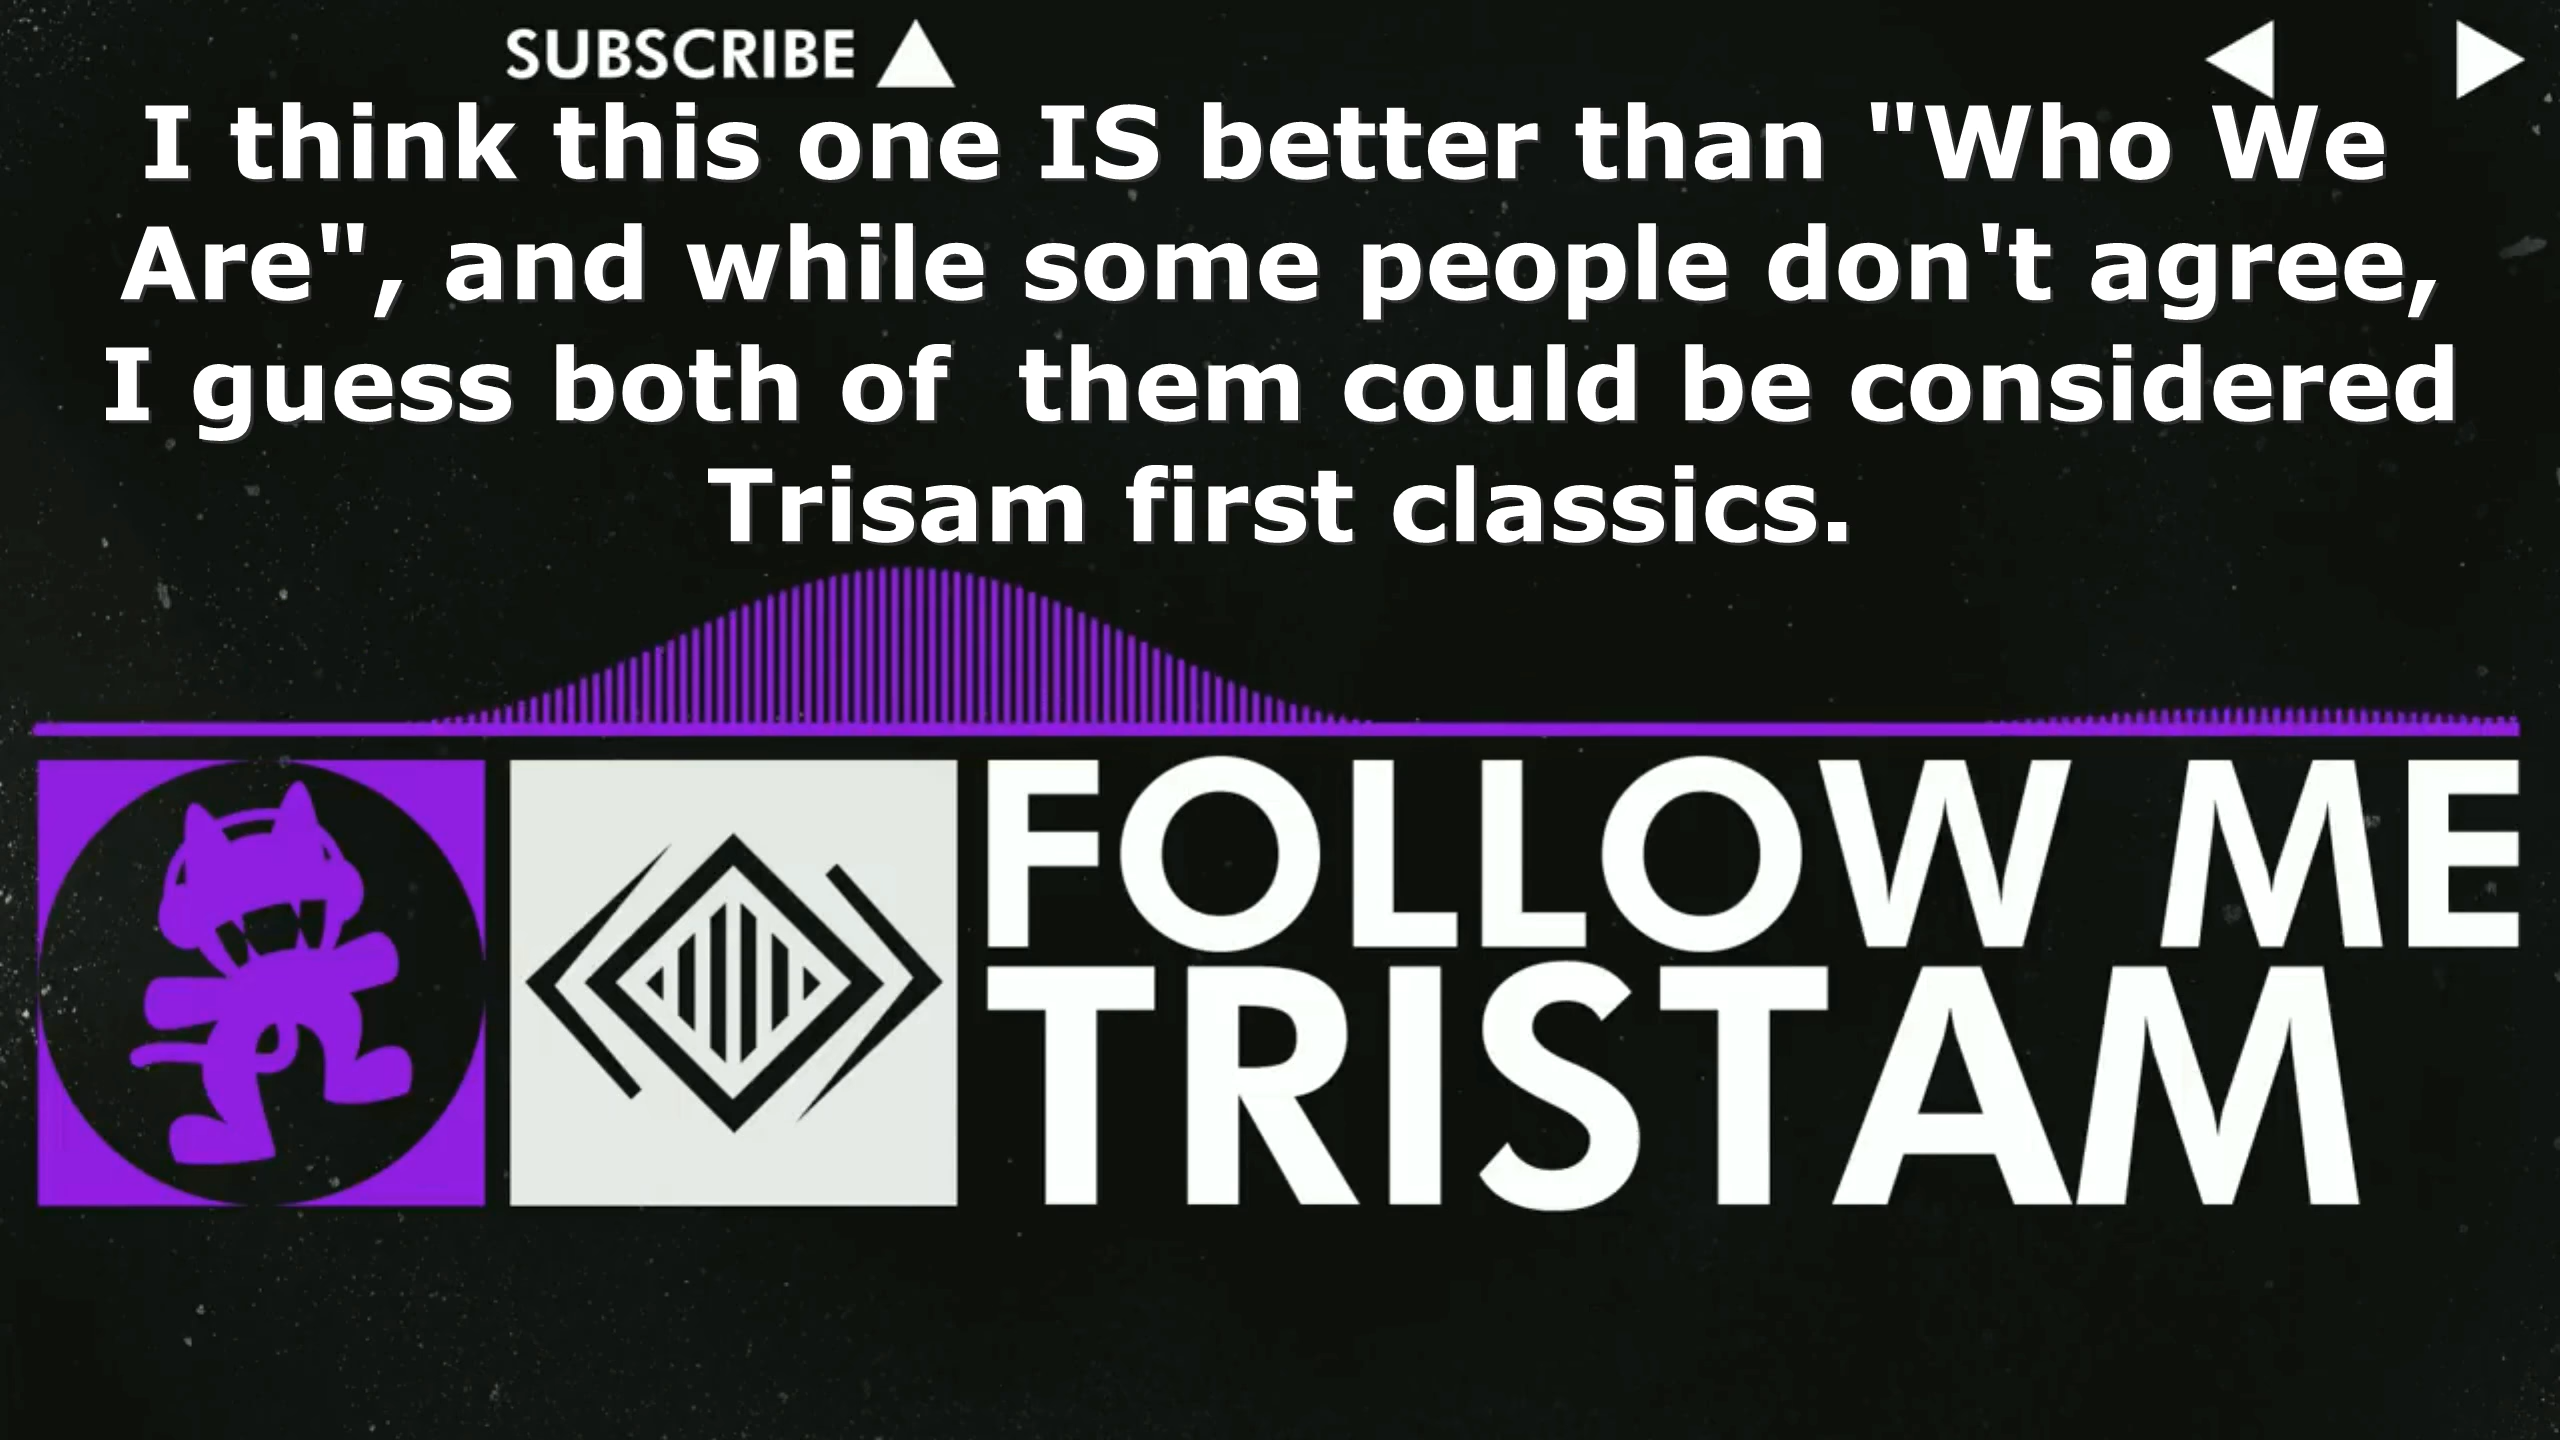 SUBSCRIBE
I think this one IS better than "Who We
Are", and while some people don't agree,
I guess both of  them could be considered
Trisam first classics.
FOLLOW ME
TRISTAM